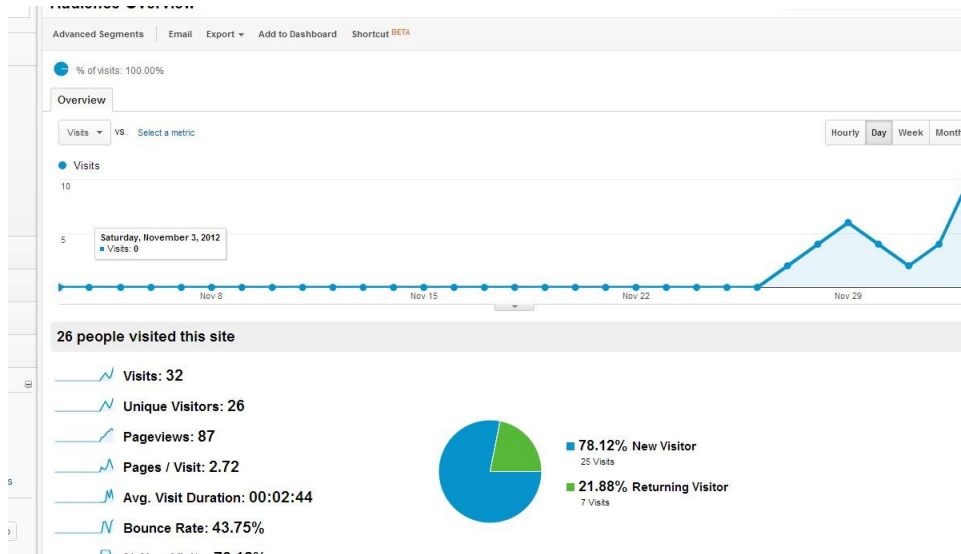 Audience Overview
Advanced Segments Email Export Add to Dashboard Shortcut BETA
% of visits: 100.00%
Overview
Visits VS. Select a metric
Hourly Day Week Month
Visits
10
5
Saturday, November 3, 2012
Visits: 0
Nov 8 Nov 15 Nov 22 Nov 29
26 people visited this site
Visits: 32
Unique Visitors: 26
Pageviews: 87
Pages / Visit: 2.72
Avg. Visit Duration: 00:02:44
Bounce Rate: 43.75%
78.12% New Visitor
25 Visits
21.88% Returning Visitor
7 Visits